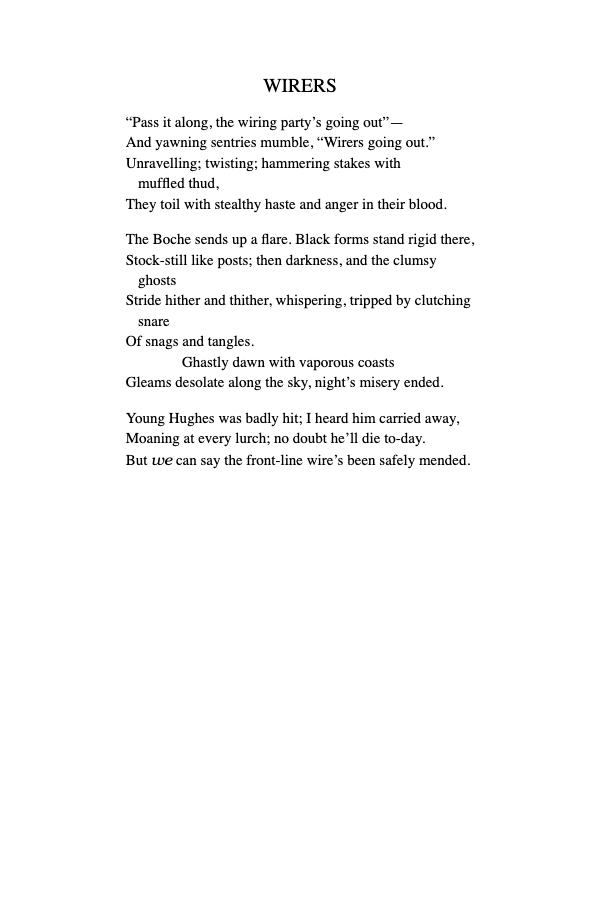 WIRERS
“Pass it along, the wiring party’s going out”—
And yawning sentries mumble, “Wirers going out.”
Unravelling; twisting; hammering stakes with
muffled thud,
They toil with stealthy haste and anger in their blood.
The Boche sends up a flare. Black forms stand rigid there,
Stock-still like posts; then darkness, and the clumsy
ghosts
Stride hither and thither, whispering, tripped by clutching
snare
Of snags and tangles.
Ghastly dawn with vaporous coasts
Gleams desolate along the sky, night’s misery ended.
Young Hughes was badly hit; I heard him carried away,
Moaning at every lurch; no doubt he’ll die to-day.
But we can say the front-line wire’s been safely mended.